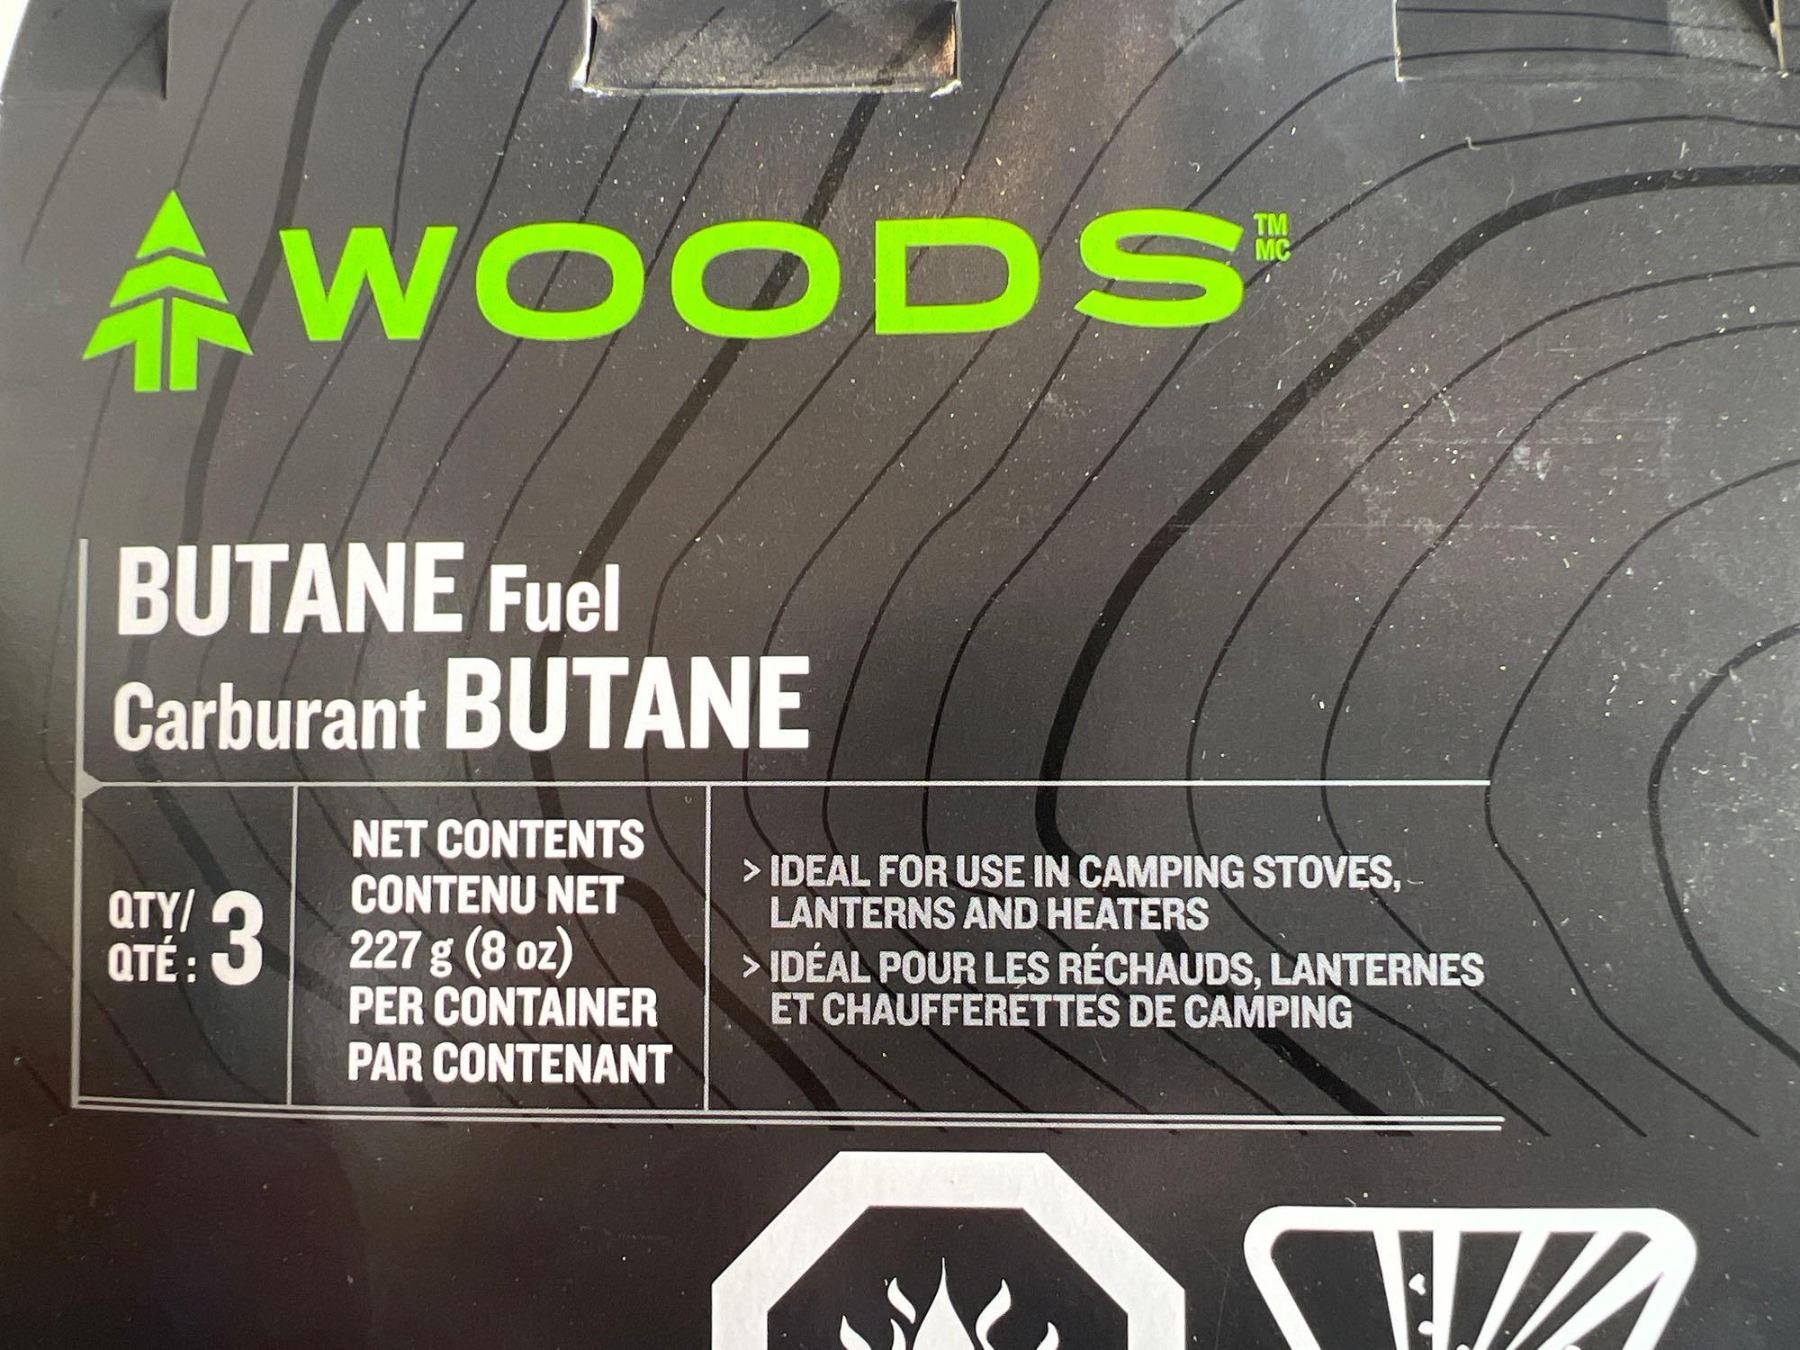 WOODS TM
MC
BUTANE Fuel
Carburant BUTANE
QTY/
QTÉ : 3
NET CONTENTS
CONTENU NET
227 g (8 oz)
PER CONTAINER
PAR CONTENANT
> IDEAL FOR USE IN CAMPING STOVES,
LANTERNS AND HEATERS
> IDÉAL POUR LES RÉCHAUDS, LANTERNES
ET CHAUFFERETTES DE CAMPING